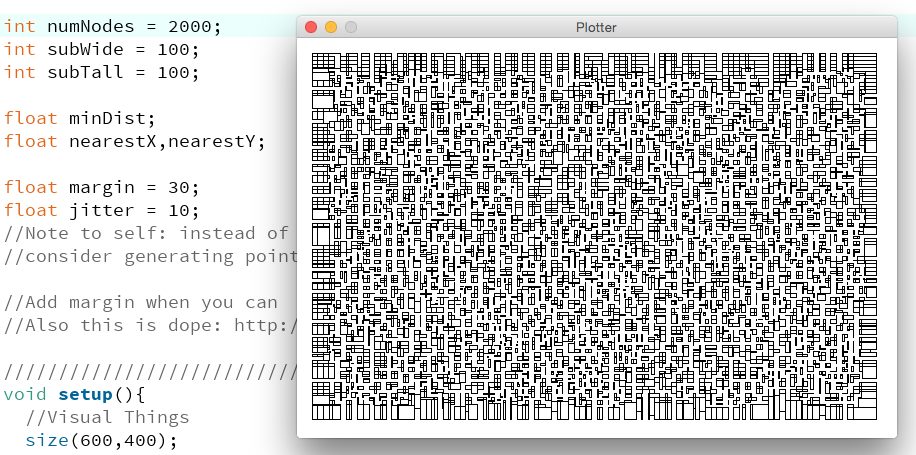 int numNodes = 2000;
int subWide = 100;
int subTall = 100;
float minDist;
float nearestX,nearestY;
float margin = 30;
float jitter = 10;
//Note to self: instead of
//consider generating point
//Add margin when you can
//Also this is dope: http:/
///////////////////////////
void setup(){
//Visual Things
size(600,400);
Plotter